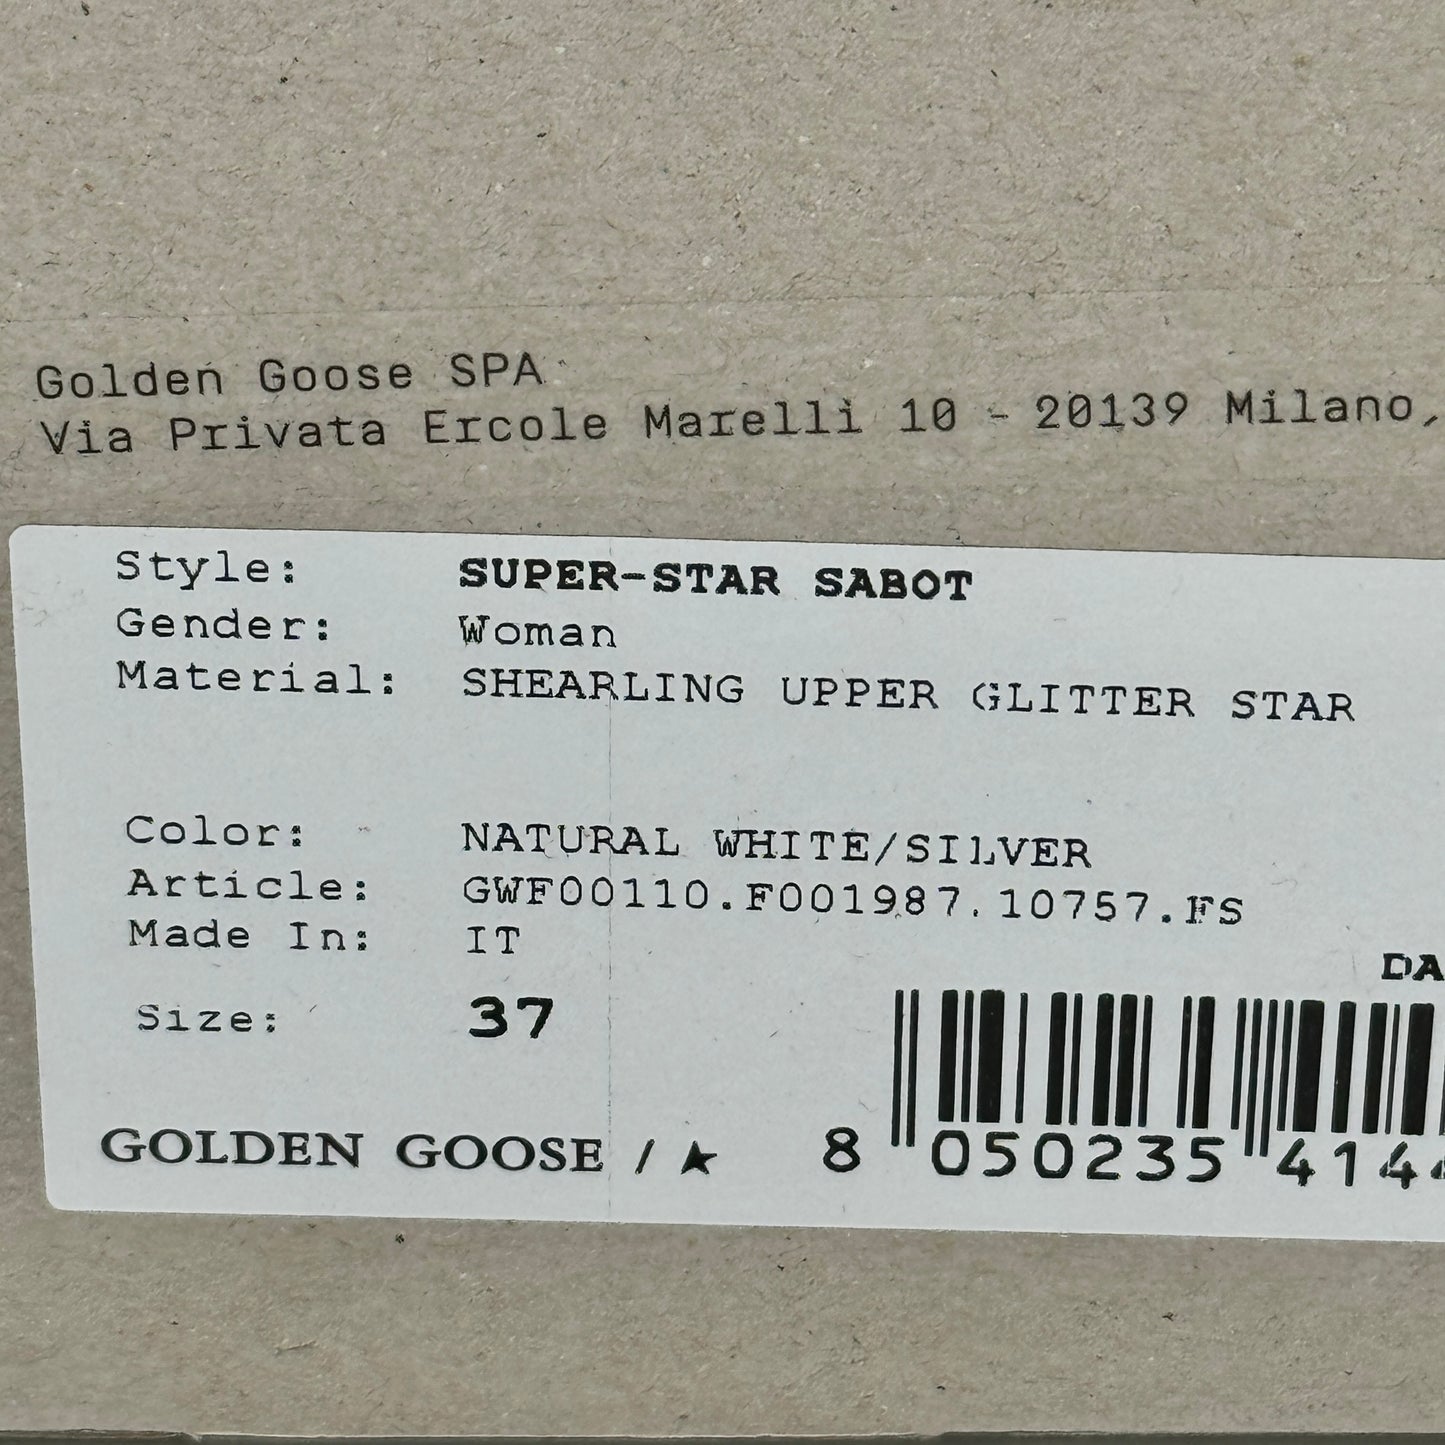 Golden Goose SPA
Via Privata Ercole Marelli 10 - 20139 Milano,
Style: SUPER-STAR SABOT
Gender: Woman
Material: SHEARLING UPPER GLITTER STAR
Color: NATURAL WHITE/SILVER
Article: GWF00110.F001987.10757.FS
Made In: IT
DA
Size: 37
GOLDEN GOOSE / ★
8 050235 414